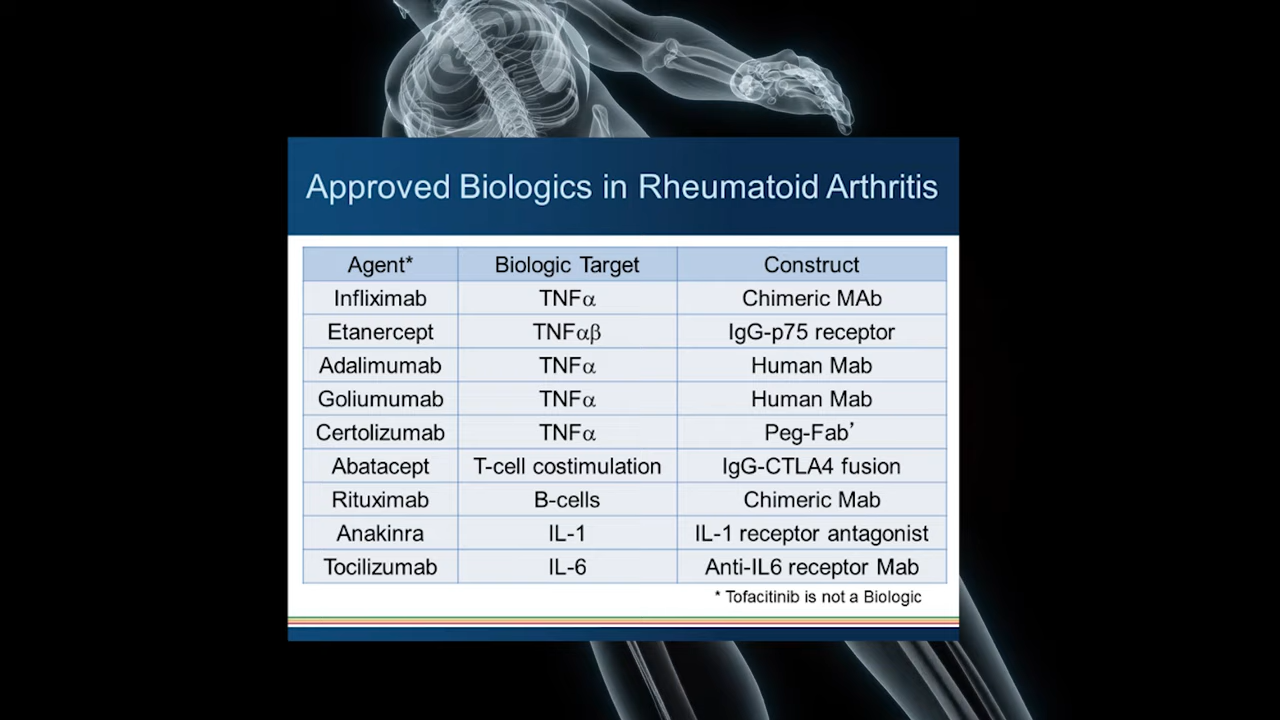 Approved Biologics in Rheumatoid Arthritis
Agent* Biologic Target Construct
Infliximab TNFα Chimeric MAb
Etanercept TNFαβ IgG-p75 receptor
Adalimumab TNFα Human Mab
Goliumumab TNFα Human Mab
Certolizumab TNFα Peg-Fab’
Abatacept T-cell costimulation IgG-CTLA4 fusion
Rituximab B-cells Chimeric Mab
Anakinra IL-1 IL-1 receptor antagonist
Tocilizumab IL-6 Anti-IL6 receptor Mab
* Tofacitinib is not a Biologic